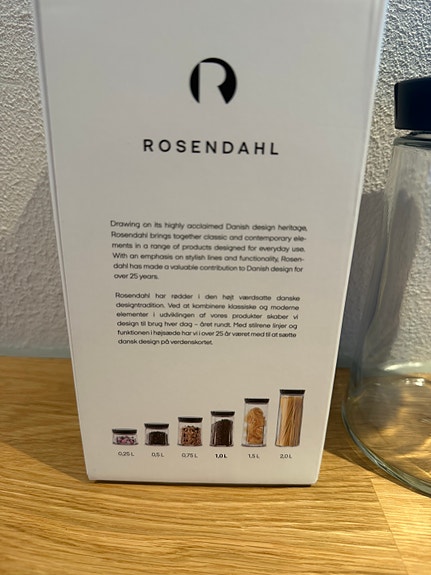 R
ROSENDAHL
Drawing on its highly acclaimed Danish design heritage,
Rosendahl brings together classic and contemporary ele-
ments in a range of products designed for everyday use.
With an emphasis on stylish lines and functionality, Rosen-
dahl has made a valuable contribution to Danish design for
over 25 years.
Rosendahl har rødder i den højt værdsatte danske
designtradition. Ved at kombinere klassiske og moderne
elementer i udviklingen af vores produkter skaber vi
design til brug hver dag – året rundt. Med stilrene linjer og
funktionen i højsæde har vi i over 25 år været med til at sætte
dansk design på verdenskortet.
0,25 L 0,5 L 0,75 L 1,0 L 1,5 L 2,0 L